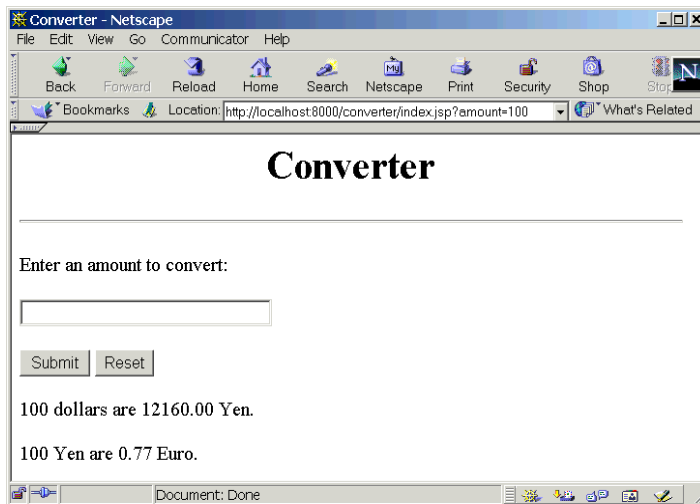 Converter - Netscape
File Edit View Go Communicator Help
Back Forward Reload Home Search Netscape Print Security Shop Stop N
My
Bookmarks Location: http://localhost:8000/converter/index.jsp?amount=100 What's Related
Converter
Enter an amount to convert:
Submit Reset
100 dollars are 12160.00 Yen.
100 Yen are 0.77 Euro.
Document: Done